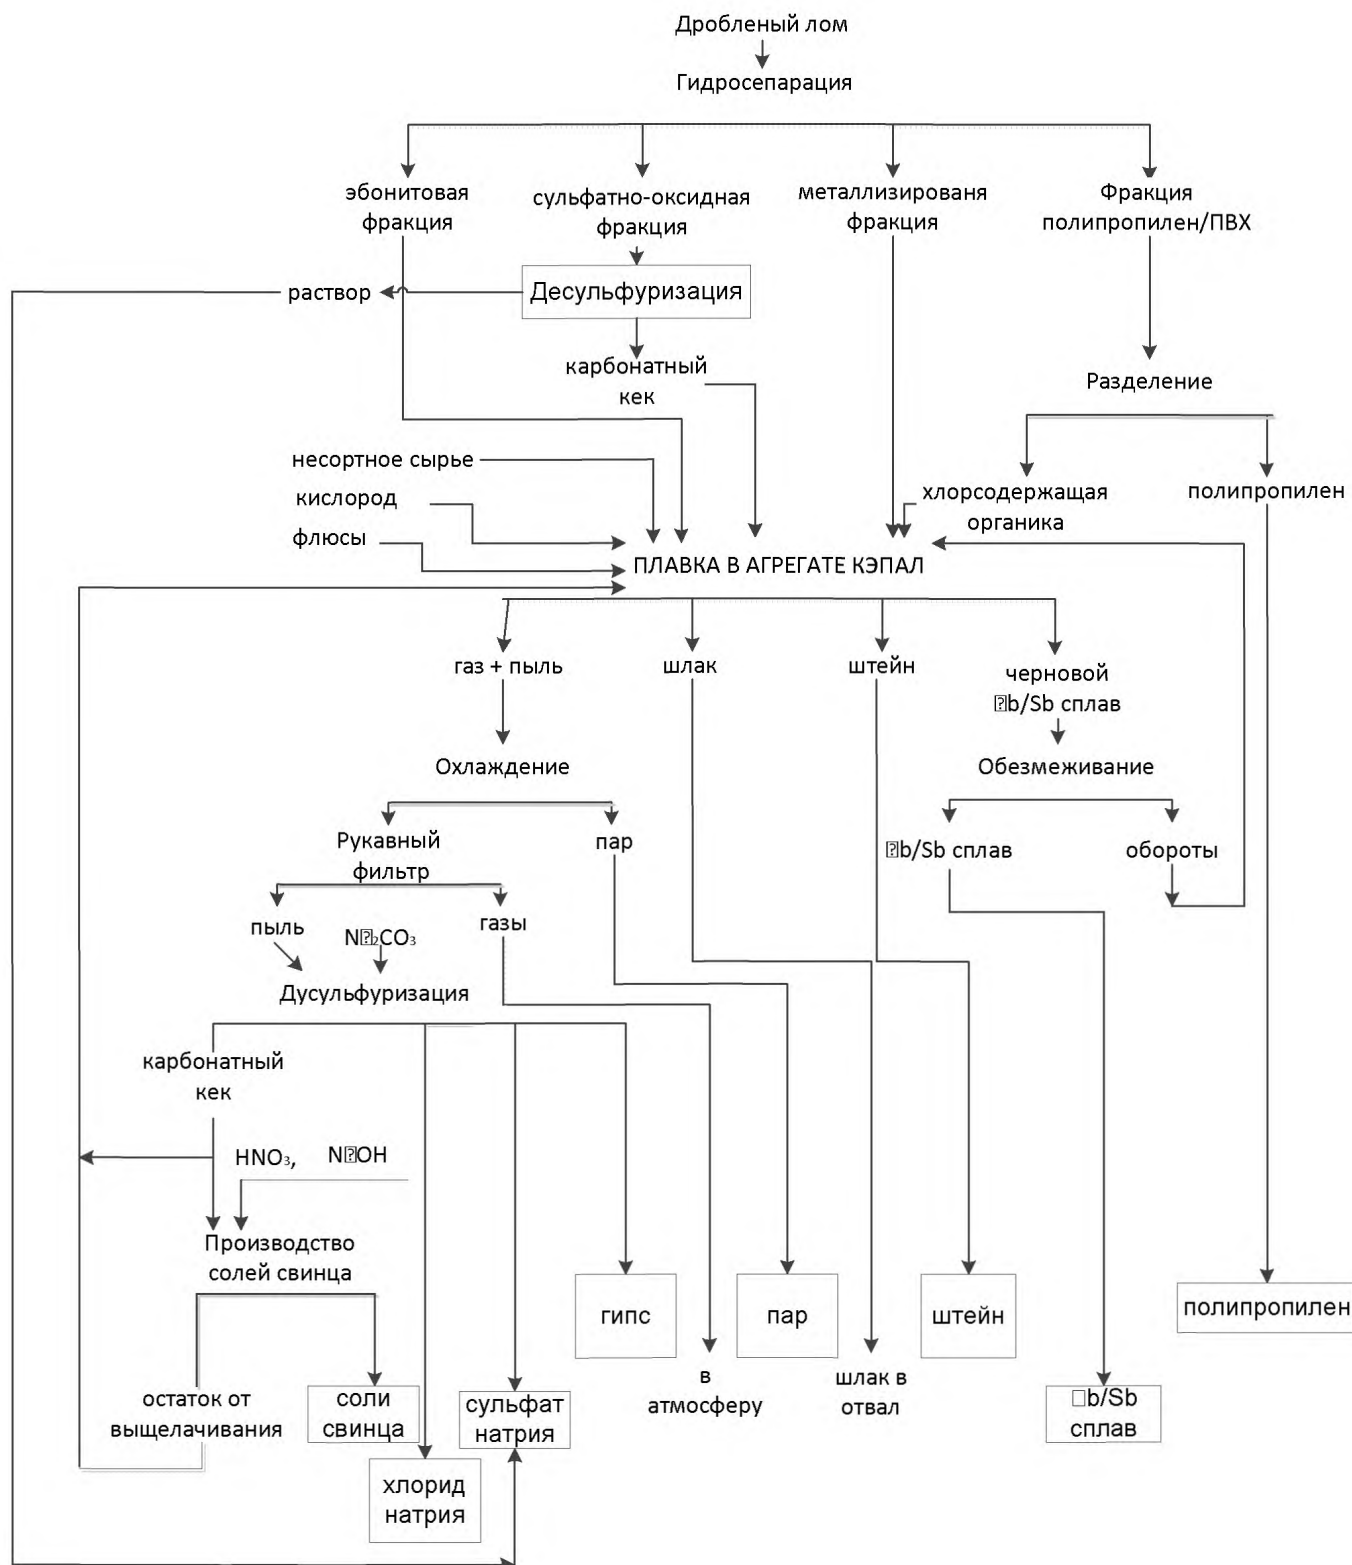 Дробленый лом
Гидросепарация
эбонитовая
фракция
сульфатно-оксидная
фракция
металлизированя
фракция
Фракция
полипропилен/ПВХ
раствор
Десульфуризация
карбонатный
кек
Разделение
несортное сырье
кислород
флюсы
хлорсодержащая
органика
полипропилен
ПЛАВКА В АГРЕГАТЕ КЭПАЛ
газ + пыль
шлак
штейн
черновой
�b/Sb сплав
Охлаждение
Обезмеживание
Рукавный
фильтр
пар
�b/Sb сплав
обороты
пыль
N�₂CO₃
газы
Дусульфуризация
карбонатный
кек
HNO₃,
N�OH
Производство
солей свинца
гипс
пар
штейн
полипропилен
остаток от
выщелачивания
соли
свинца
сульфат
натрия
в
атмосферу
шлак в
отвал
□b/Sb
сплав
хлорид
натрия